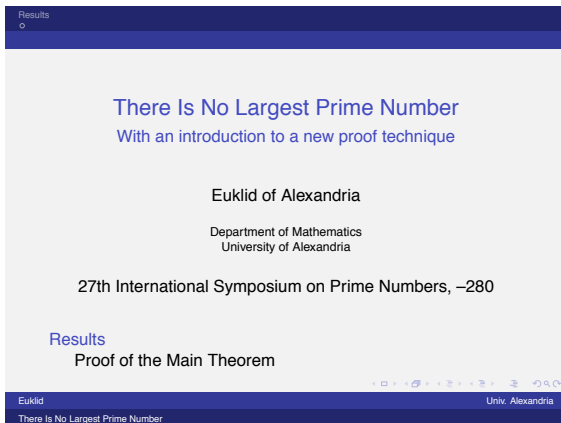 Results
There Is No Largest Prime Number
With an introduction to a new proof technique
Euklid of Alexandria
Department of Mathematics
University of Alexandria
27th International Symposium on Prime Numbers, –280
Results
Proof of the Main Theorem
Euklid Univ. Alexandria
There Is No Largest Prime Number